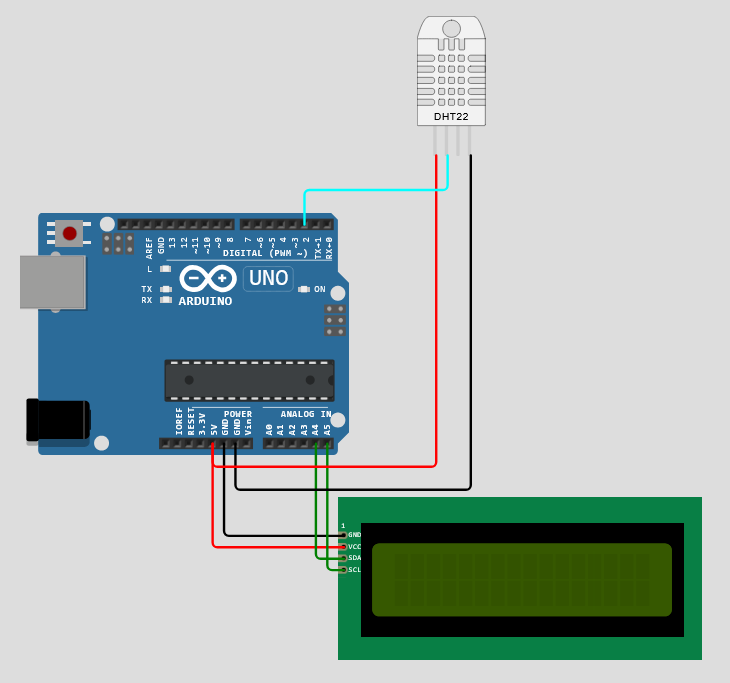 DHT22
AREF
GND
13
12
~11
~10
~9
8
7
~6
~5
4
~3
2
TX→1
RX←0
DIGITAL (PWM ~)
L
TX
RX
ARDUINO
UNO
ON
IOREF
RESET
3.3V
5V
GND
GND
Vin
POWER
ANALOG IN
A0
A1
A2
A3
A4
A5
1
GND
VCC
SDA
SCL